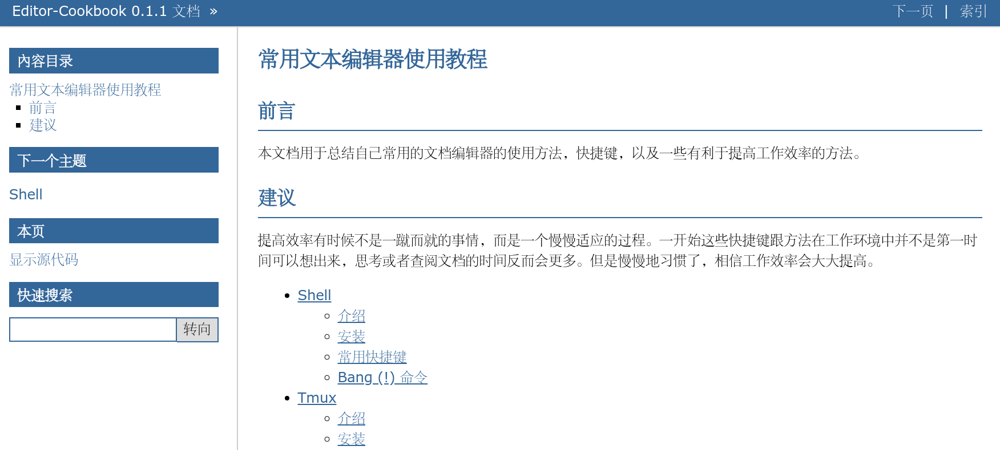 Editor-Cookbook 0.1.1 文档 »
下一页 | 索引
內容目录
常用文本编辑器使用教程
前言
建议
下一个主题
Shell
本页
显示源代码
快速搜索
转向
常用文本编辑器使用教程
前言
本文档用于总结自己常用的文档编辑器的使用方法，快捷键，以及一些有利于提高工作效率的方法。
建议
提高效率有时候不是一蹴而就的事情，而是一个慢慢适应的过程。一开始这些快捷键跟方法在工作环境中并不是第一时
间可以想出来，思考或者查阅文档的时间反而会更多。但是慢慢地习惯了，相信工作效率会大大提高。
Shell
介绍
安装
常用快捷键
Bang (!) 命令
Tmux
介绍
安装